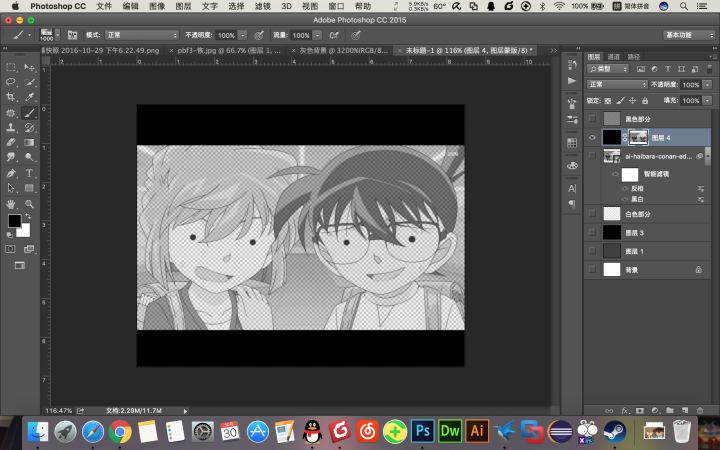 Photoshop CC 文件 编辑 图像 图层 文字 选择 滤镜 3D 视图 窗口 帮助
5.9KB/s
0.3KB/s
60° 100% 简体拼音
Adobe Photoshop CC 2015
1000 模式: 正常 不透明度: 100% 流量: 100% 基本功能
快照 2016-10-29 下午6.22.49.png × pbf3-恢.jpg @ 66.7% (图层 1, ... × 灰色背景 @ 3200%(RGB/8... × 未标题-1 @ 116% (图层 4, 图层蒙版/8) *
图层 通道 路径
类型
正常 不透明度: 100%
锁定: 填充: 100%
黑色部分
图层 4
ai-haibara-conan-ed...
智能滤镜
反相
黑白
白色部分
图层 3
图层 1
背景
116.47% 文档:2.29M/11.7M
30
Ps Dw Ai